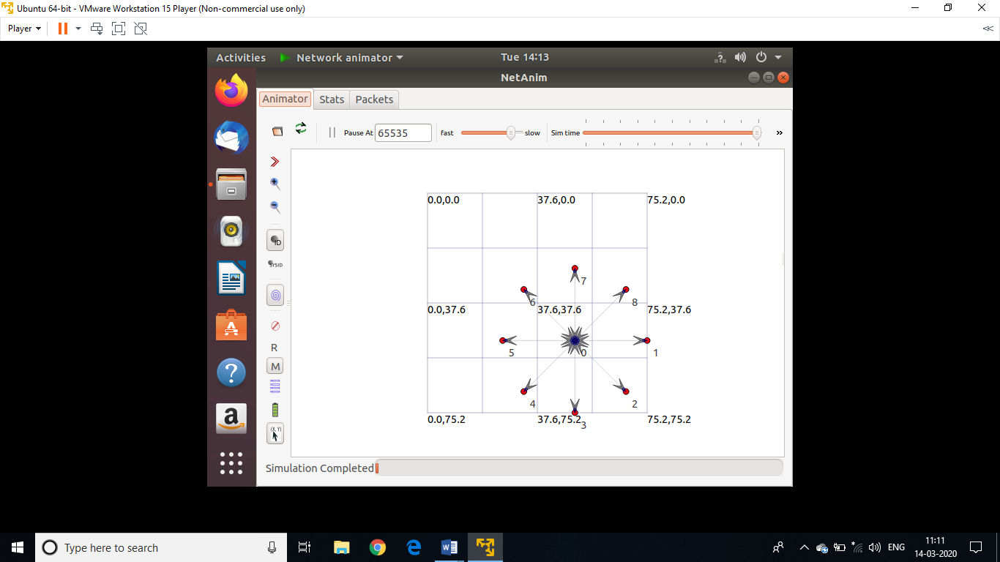 Ubuntu 64-bit - VMware Workstation 15 Player (Non-commercial use only)
Player
Activities Network animator Tue 14:13
NetAnim
Animator Stats Packets
Pause At 65535 fast slow Sim time »
ID
SYSID
R
M
(X, Y)
0.0,0.0 37.6,0.0 75.2,0.0
7
6 8
0.0,37.6 37.6,37.6 75.2,37.6
5 0 1
4 2
0.0,75.2 37.6,75.2 75.2,75.2
3
Simulation Completed
Type here to search
ENG
11:11
14-03-2020